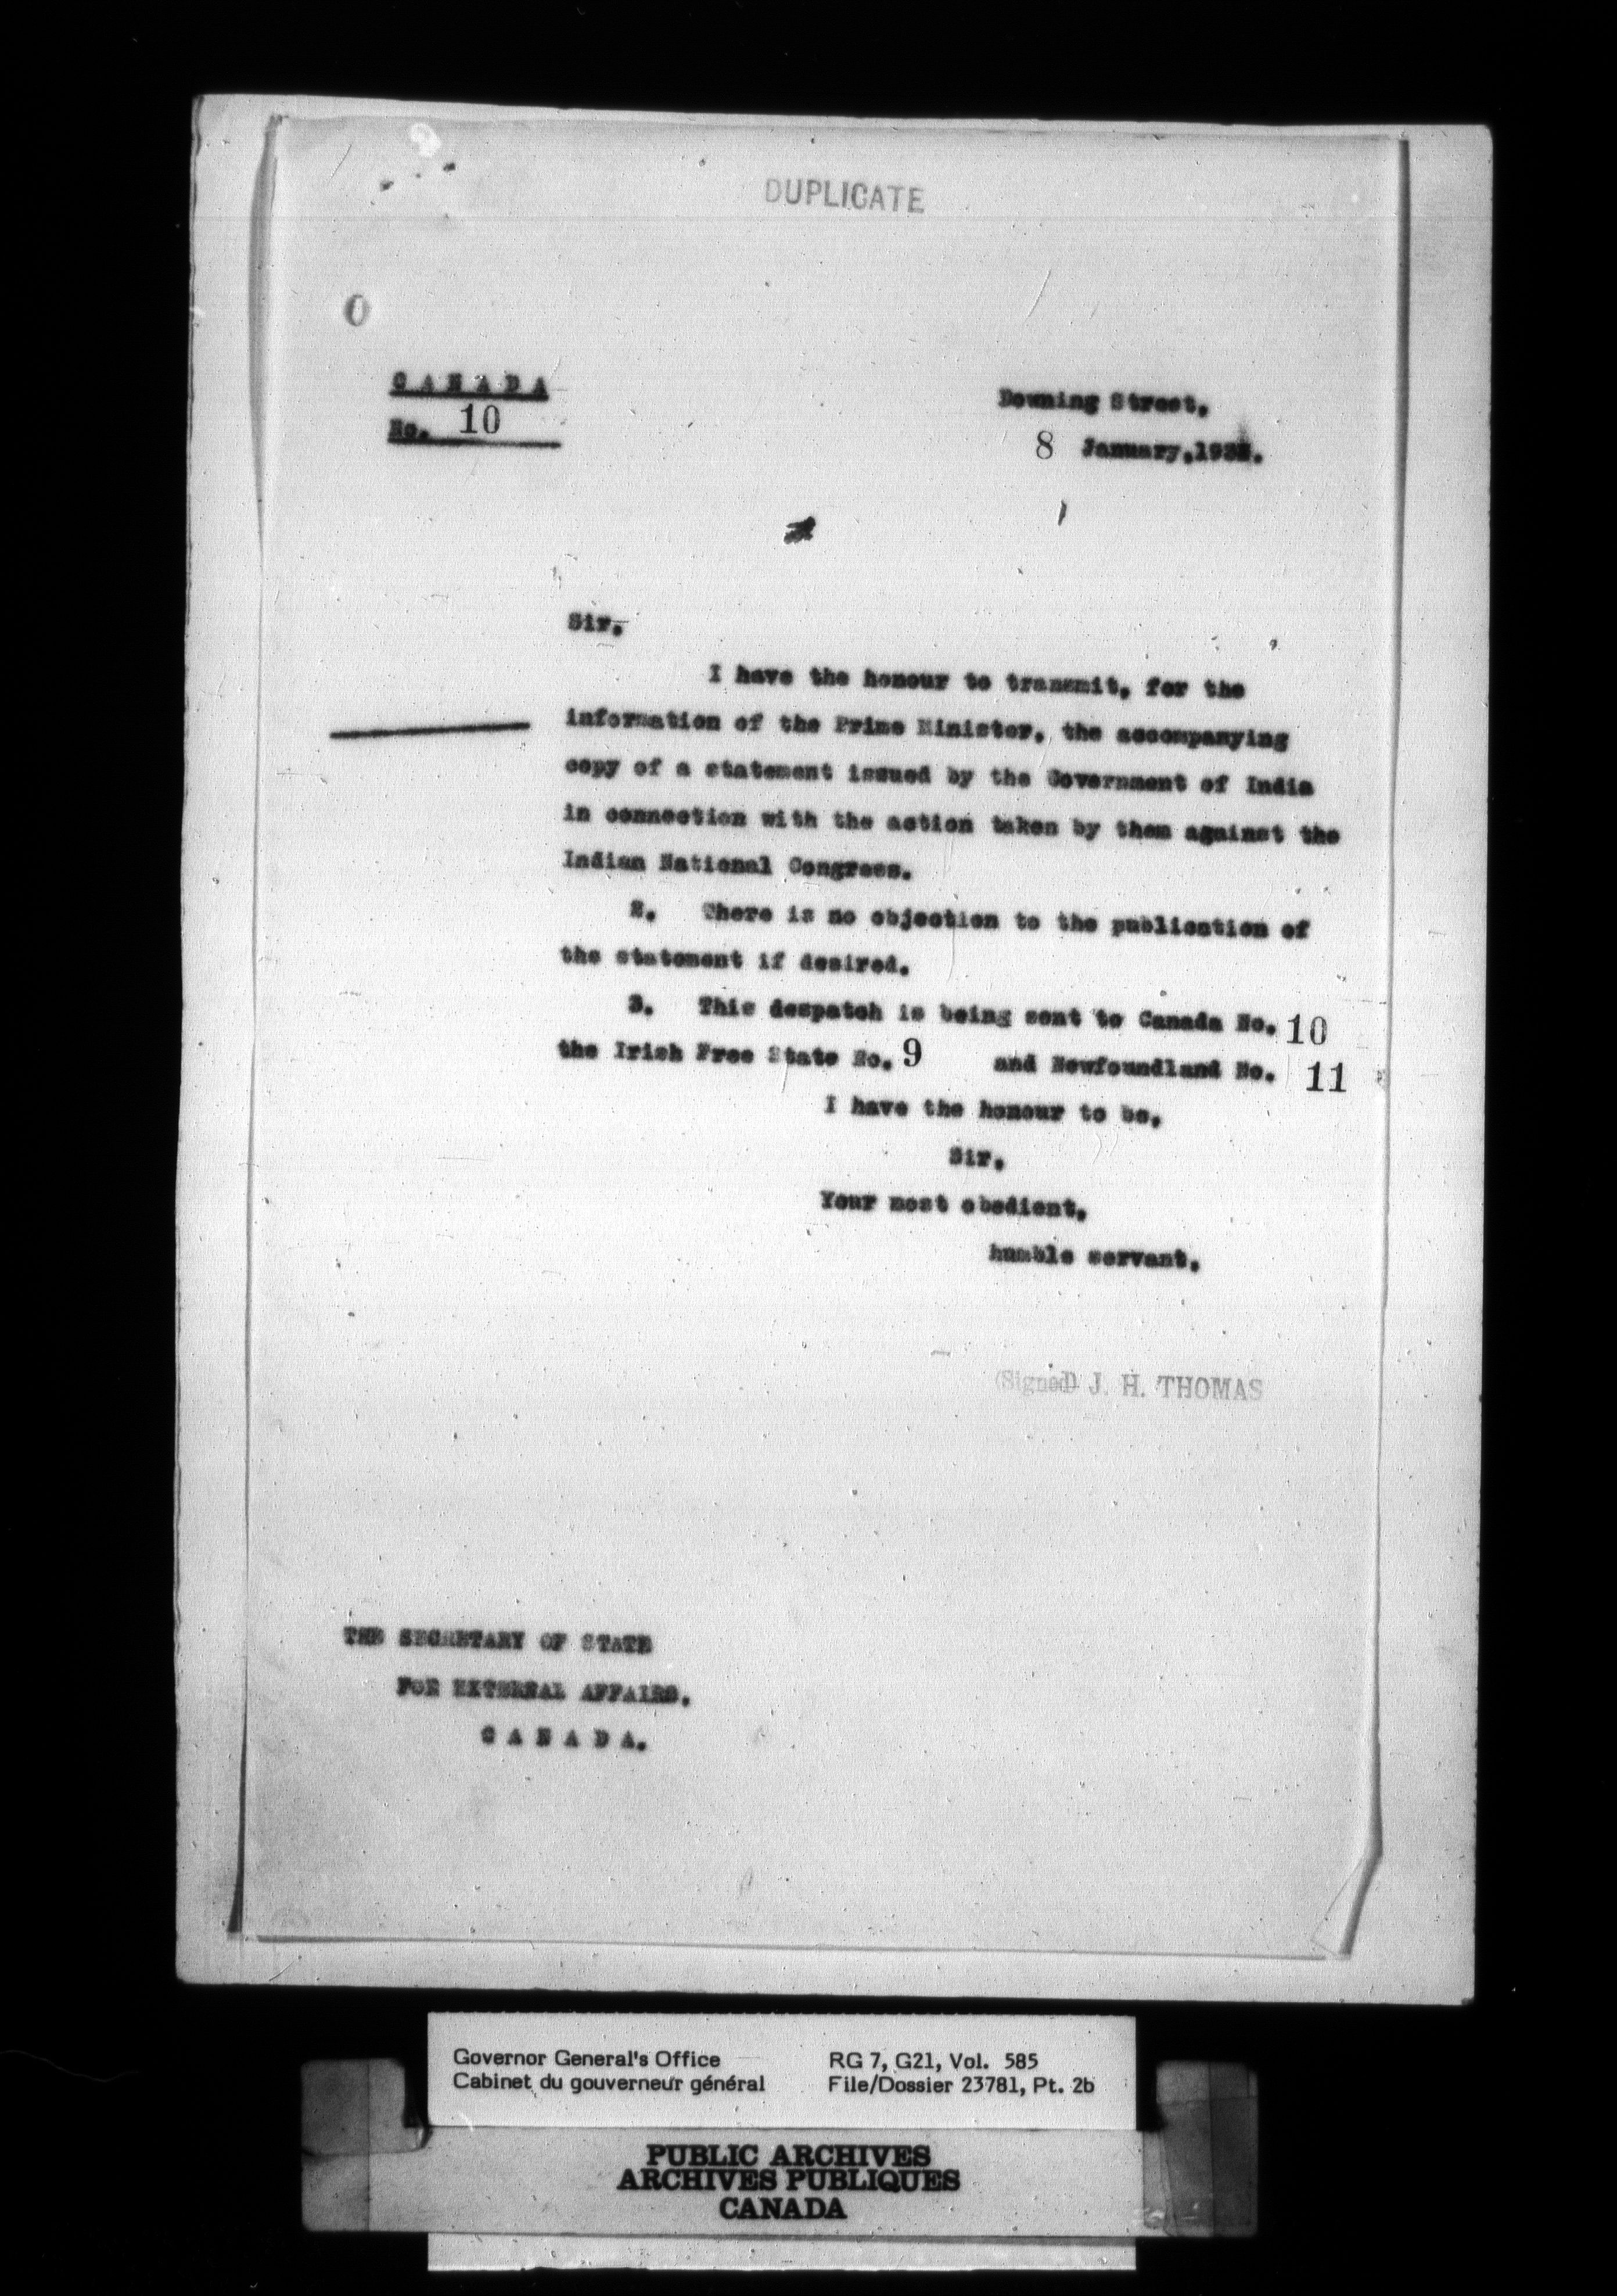 DUPLICATE
CANADA
No. 10
Downing Street,
8 January, 1932.
Sir,
I have the honour to transmit, for the
information of the Prime Minister, the accompanying
copy of a statement issued by the Government of India
in connection with the action taken by them against the
Indian National Congress.
2. There is no objection to the publication of
the statement if desired.
3. This despatch is being sent to Canada No. 10
the Irish Free State No. 9 and Newfoundland No. 11
I have the honour to be,
Sir,
Your most obedient,
humble servant,
(Signed) J. H. THOMAS
THE SECRETARY OF STATE
FOR EXTERNAL AFFAIRS,
CANADA.
Governor General's Office RG 7, G21, Vol. 585
Cabinet du gouverneur général File/Dossier 23781, Pt. 2b
PUBLIC ARCHIVES
ARCHIVES PUBLIQUES
CANADA